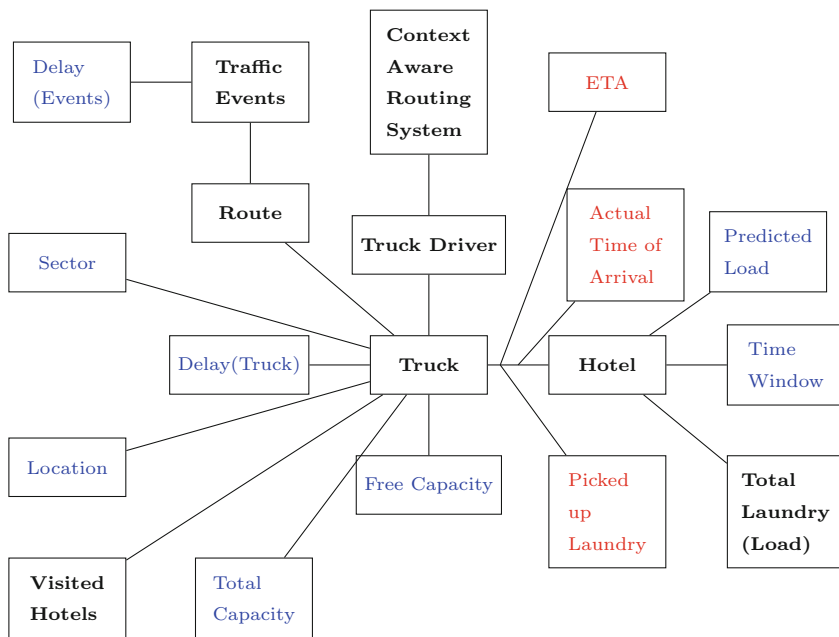 Delay
(Events)
Traffic
Events
Context
Aware
Routing
System
ETA
Route
Truck Driver
Actual
Time of
Arrival
Predicted
Load
Sector
Delay(Truck)
Truck
Hotel
Time
Window
Location
Free Capacity
Picked
up
Laundry
Total
Laundry
(Load)
Visited
Hotels
Total
Capacity